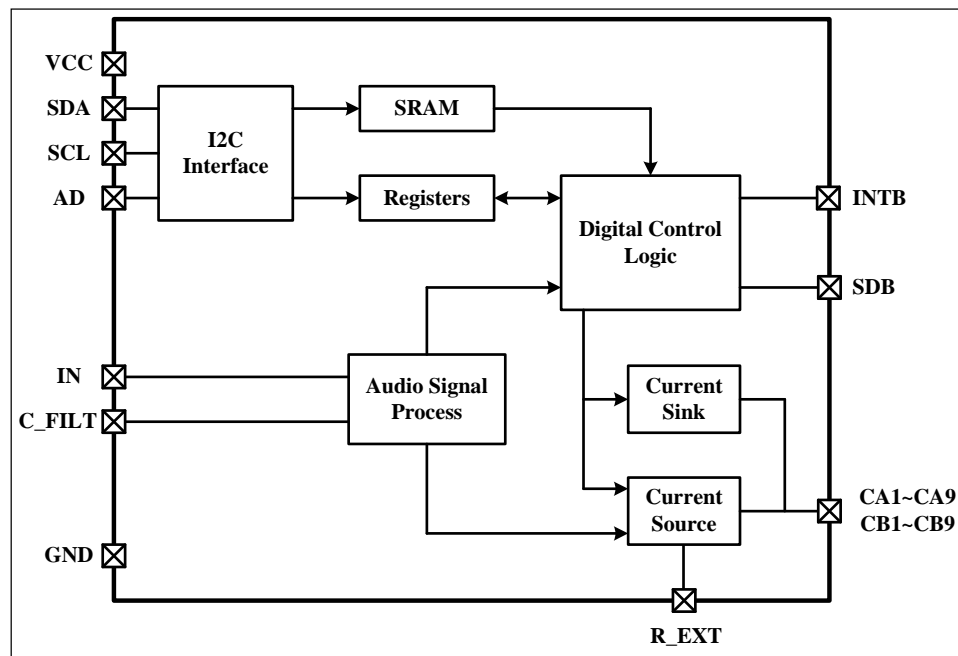 VCC
SDA
SCL
AD
I2C
Interface
SRAM
Registers
Digital Control
Logic
INTB
SDB
IN
C_FILT
Audio Signal
Process
Current
Sink
Current
Source
CA1~CA9
CB1~CB9
GND
R_EXT